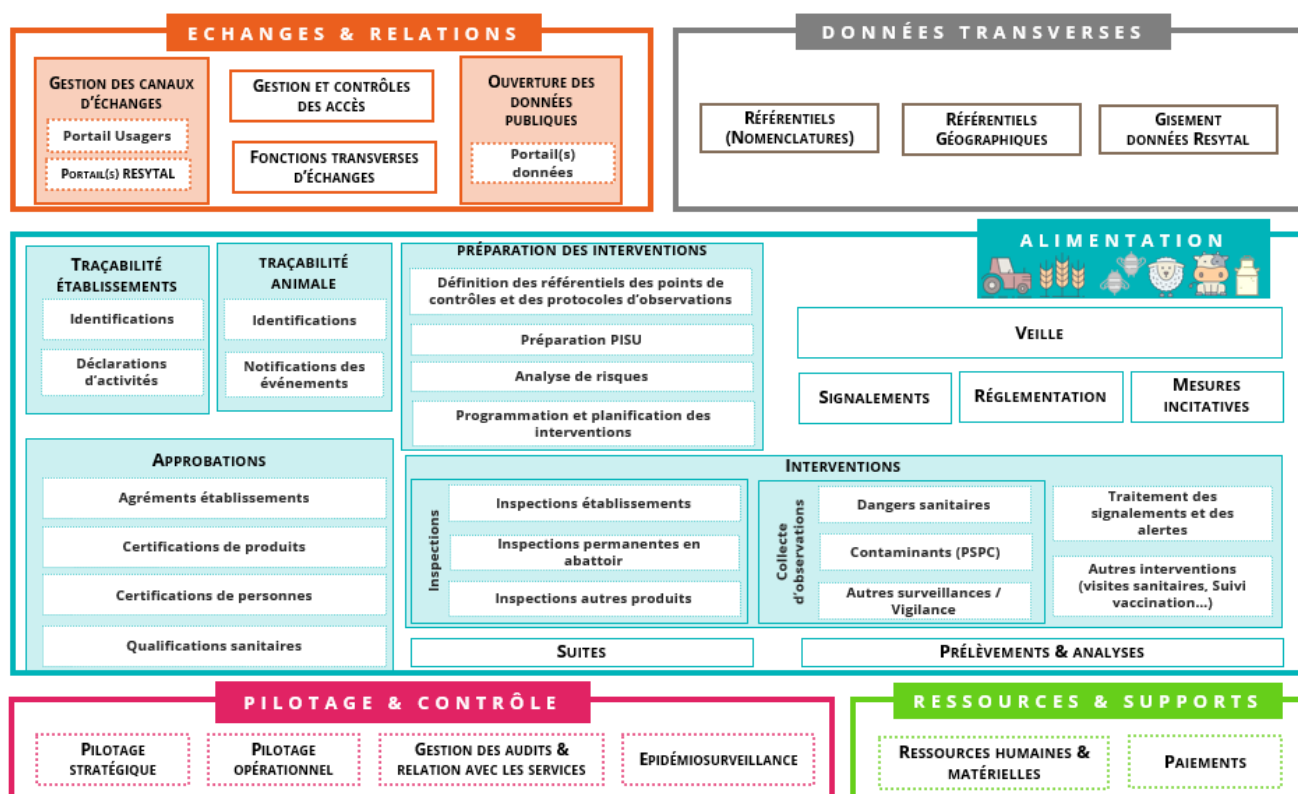 ECHANGES & RELATIONS
GESTION DES CANAUX
D'ÉCHANGES
Portail Usagers
PORTAIL(S) RESYTAL
GESTION ET CONTRÔLES
DES ACCÈS
FONCTIONS TRANSVERSES
D'ÉCHANGES
OUVERTURE DES
DONNÉES
PUBLIQUES
Portail(s)
données
DONNÉES TRANSVERSES
RÉFÉRENTIELS
(NOMENCLATURES)
RÉFÉRENTIELS
GÉOGRAPHIQUES
GISEMENT
DONNÉES RESYTAL
ALIMENTATION
TRAÇABILITÉ
ÉTABLISSEMENTS
Identifications
Déclarations
d'activités
TRAÇABILITÉ
ANIMALE
Identifications
Notifications des
événements
PRÉPARATION DES INTERVENTIONS
Définition des référentiels des points de
contrôles et des protocoles d'observations
Préparation PISU
Analyse de risques
Programmation et planification des
interventions
VEILLE
SIGNALEMENTS
RÉGLEMENTATION
MESURES
INCITATIVES
APPROBATIONS
Agréments établissements
Certifications de produits
Certifications de personnes
Qualifications sanitaires
INTERVENTIONS
Inspections
Inspections établissements
Inspections permanentes en
abattoir
Inspections autres produits
Collecte
d'observations
Dangers sanitaires
Contaminants (PSPC)
Autres surveillances /
Vigilance
Traitement des
signalements et des
alertes
Autres interventions
(visites sanitaires, Suivi
vaccination...)
SUITES
PRÉLÈVEMENTS & ANALYSES
PILOTAGE & CONTRÔLE
PILOTAGE
STRATÉGIQUE
PILOTAGE
OPÉRATIONNEL
GESTION DES AUDITS &
RELATION AVEC LES SERVICES
EPIDÉMIOSURVEILLANCE
RESSOURCES & SUPPORTS
RESSOURCES HUMAINES &
MATÉRIELLES
PAIEMENTS